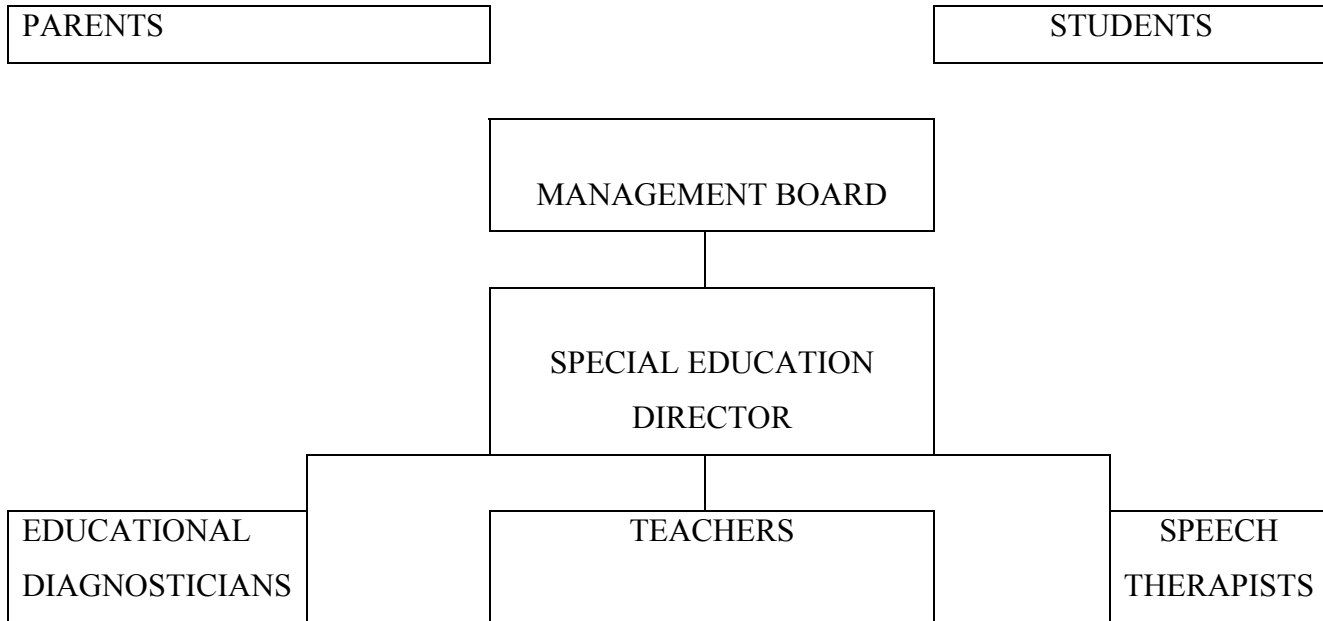 PARENTS
STUDENTS
MANAGEMENT BOARD
SPECIAL EDUCATION
DIRECTOR
EDUCATIONAL
DIAGNOSTICIANS
TEACHERS
SPEECH
THERAPISTS